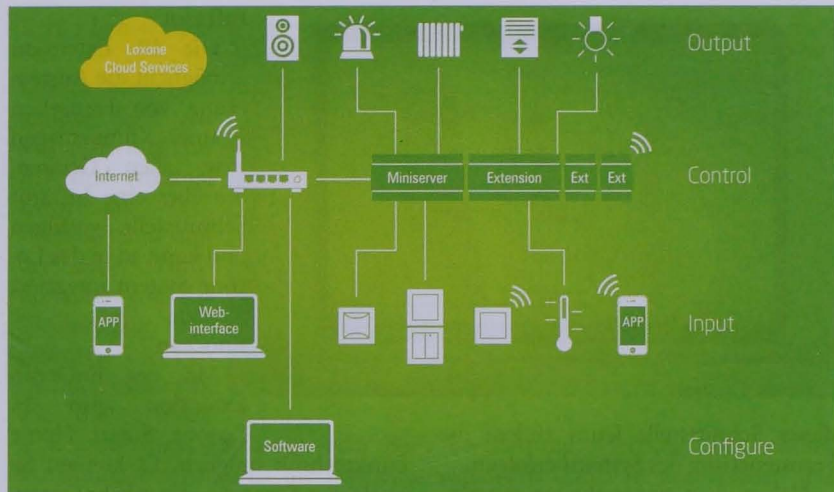 Loxone
Cloud Services
Output
Internet
Miniserver
Extension
Ext
Ext
Control
APP
Web-
interface
APP
Input
Software
Configure